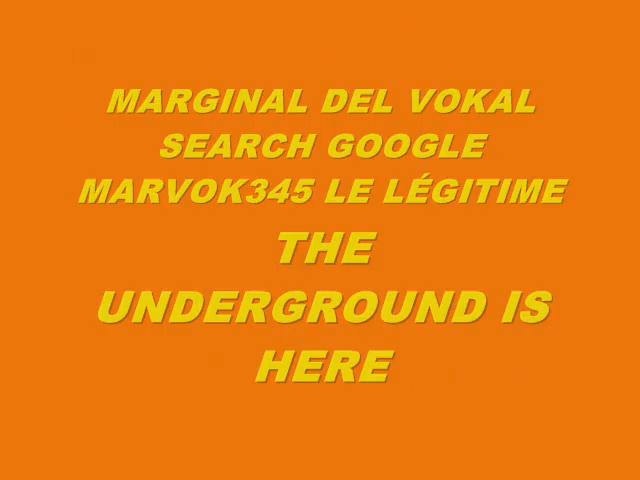 MARGINAL DEL VOKAL
SEARCH GOOGLE
MARVOK345 LE LÉGITIME
THE
UNDERGROUND IS
HERE